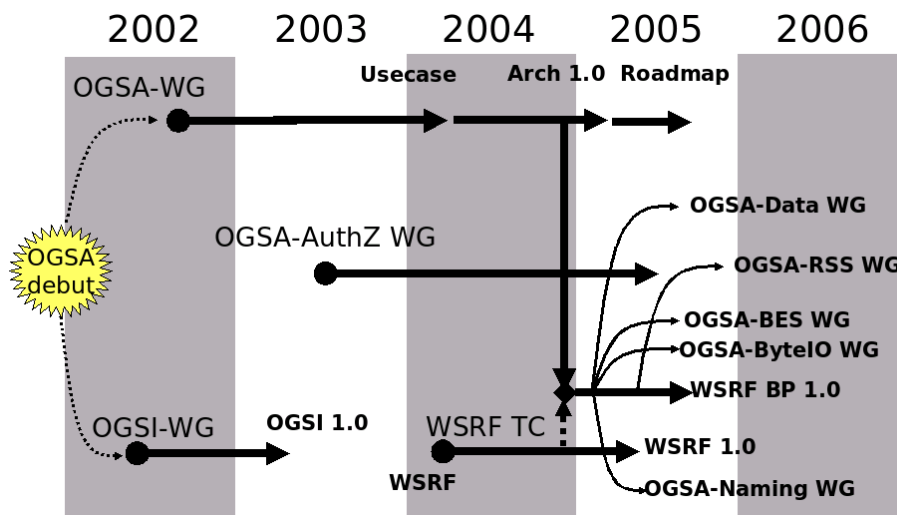 2002 2003 2004 2005 2006
Usecase Arch 1.0 Roadmap
OGSA-WG
OGSA-Data WG
OGSA-AuthZ WG
OGSA
debut
OGSA-RSS WG
OGSA-BES WG
OGSA-ByteIO WG
WSRF BP 1.0
OGSI-WG
OGSI 1.0
WSRF TC
WSRF 1.0
WSRF
OGSA-Naming WG